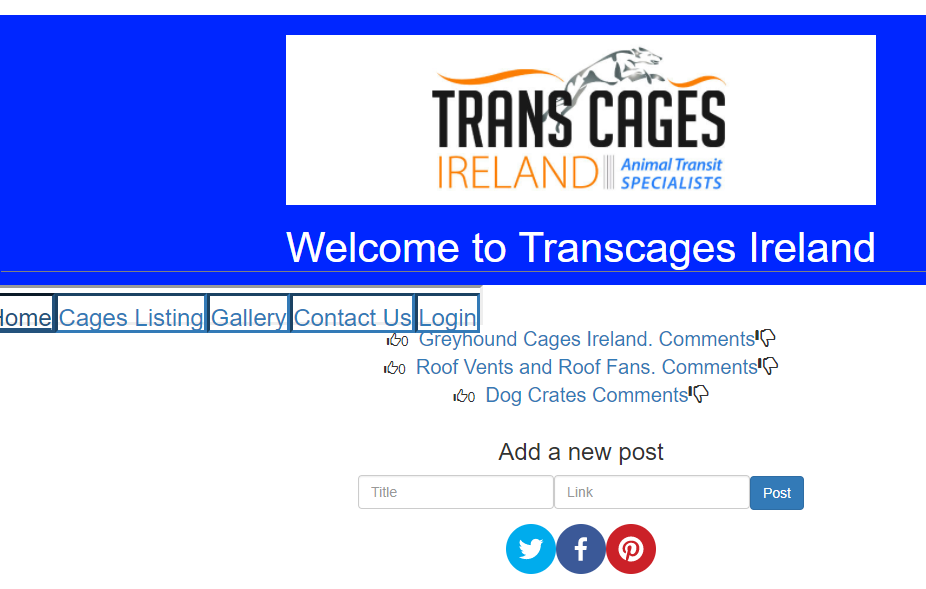 TRANS CAGES
IRELAND Animal Transit
SPECIALISTS
Welcome to Transcages Ireland
Home Cages Listing Gallery Contact Us Login
0 Greyhound Cages Ireland. Comments
0 Roof Vents and Roof Fans. Comments
0 Dog Crates Comments
Add a new post
Title Link Post